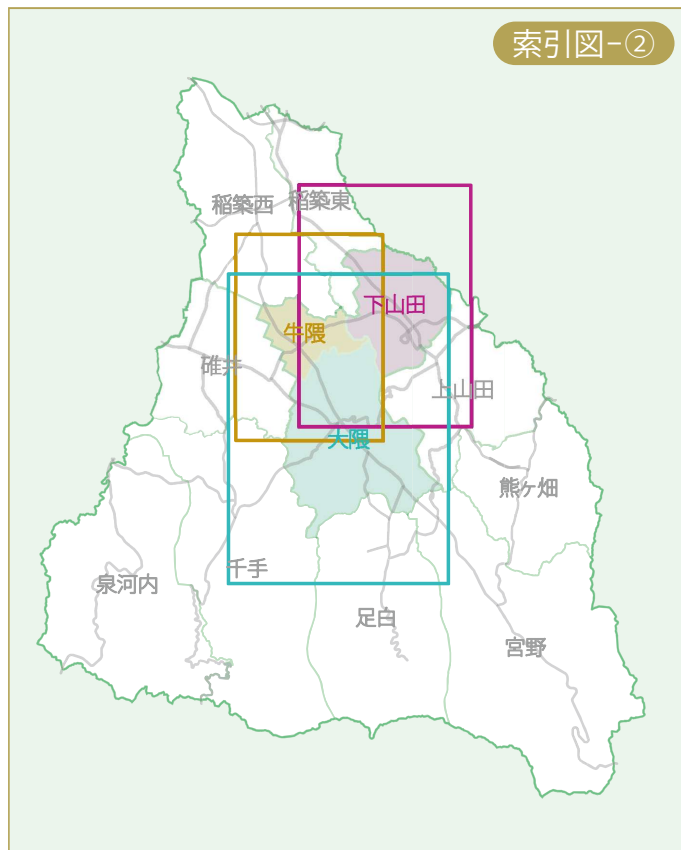 索引図-②
稲築西
稲築東
下山田
牛隈
碓井
上山田
大隈
熊ヶ畑
千手
泉河内
足白
宮野